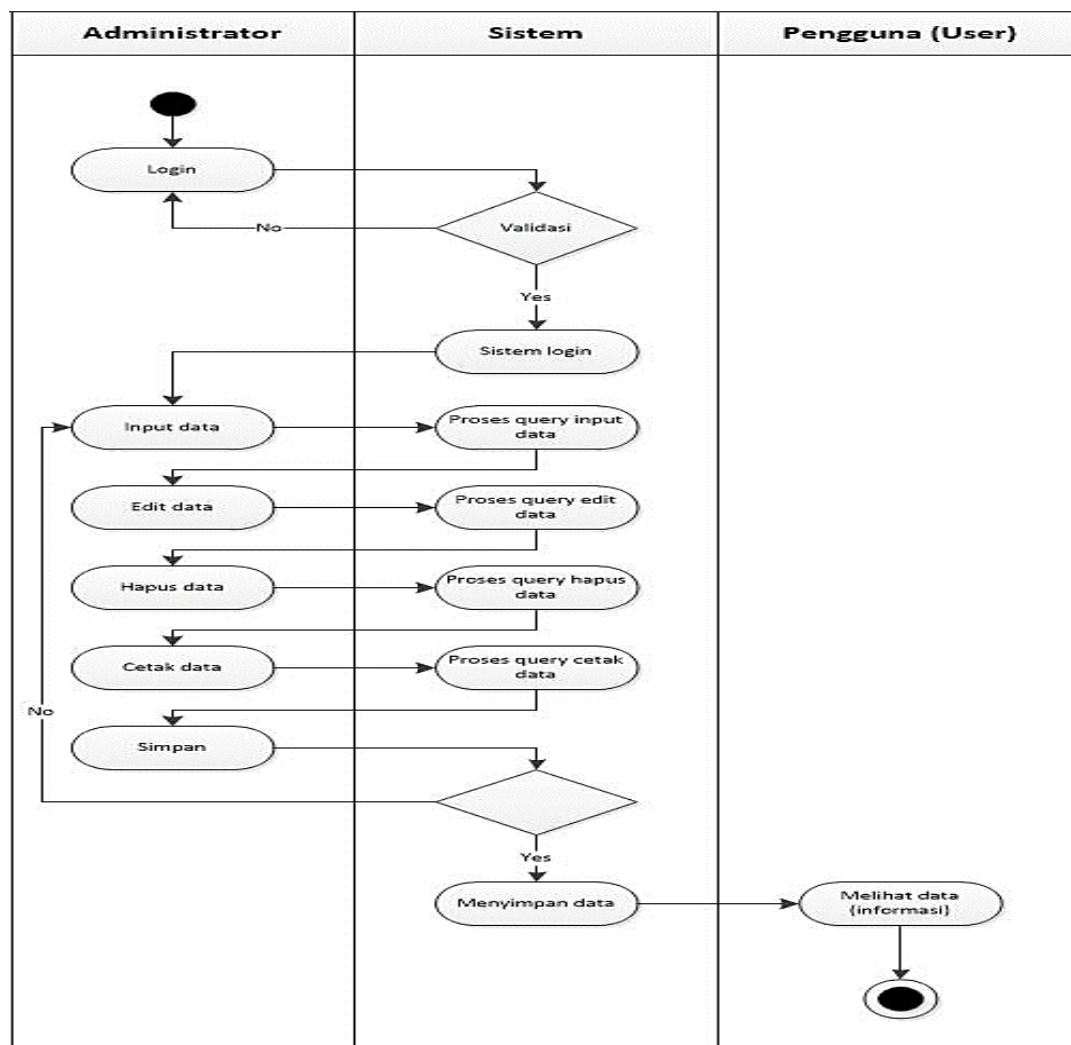 Administrator
Sistem
Pengguna (User)
Login
Validasi
No
Yes
Sistem login
Input data
Proses query input
data
Edit data
Proses query edit
data
Hapus data
Proses query hapus
data
Cetak data
Proses query cetak
data
No
Simpan
Yes
Menyimpan data
Melihat data
(informasi)